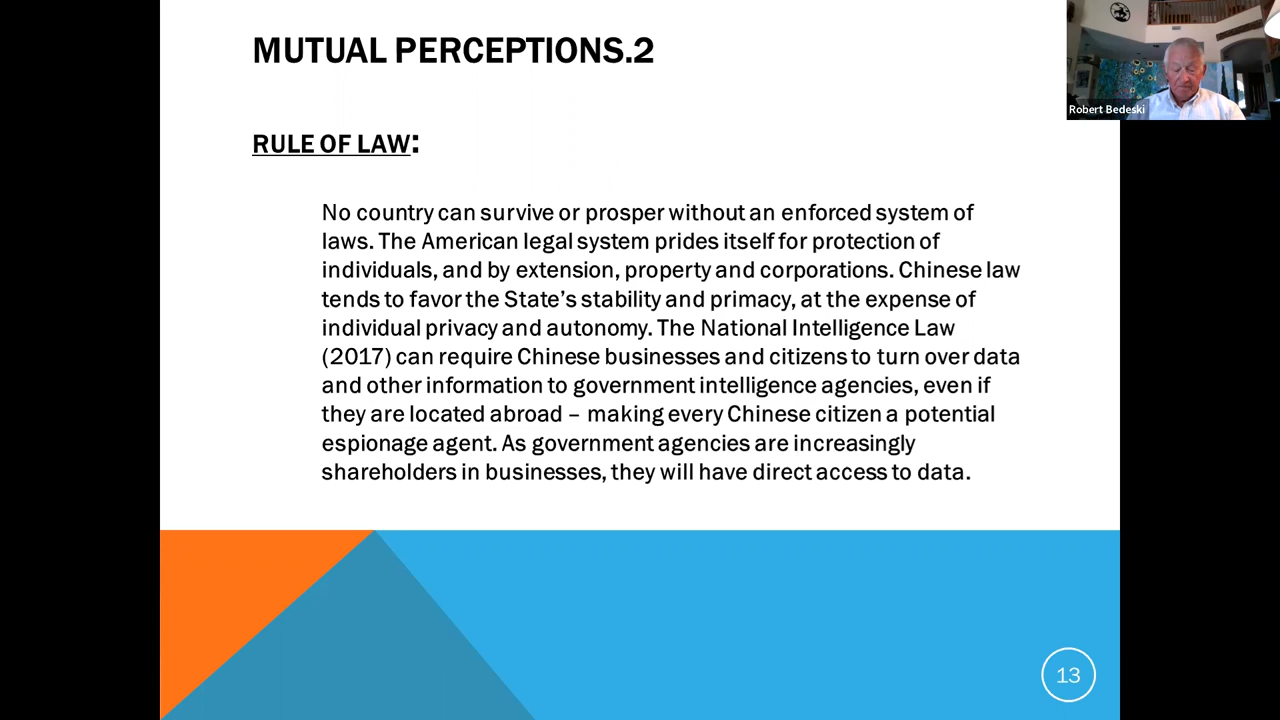 MUTUAL PERCEPTIONS.2
Robert Bedeski
RULE OF LAW:
No country can survive or prosper without an enforced system of
laws. The American legal system prides itself for protection of
individuals, and by extension, property and corporations. Chinese law
tends to favor the State’s stability and primacy, at the expense of
individual privacy and autonomy. The National Intelligence Law
(2017) can require Chinese businesses and citizens to turn over data
and other information to government intelligence agencies, even if
they are located abroad – making every Chinese citizen a potential
espionage agent. As government agencies are increasingly
shareholders in businesses, they will have direct access to data.
13